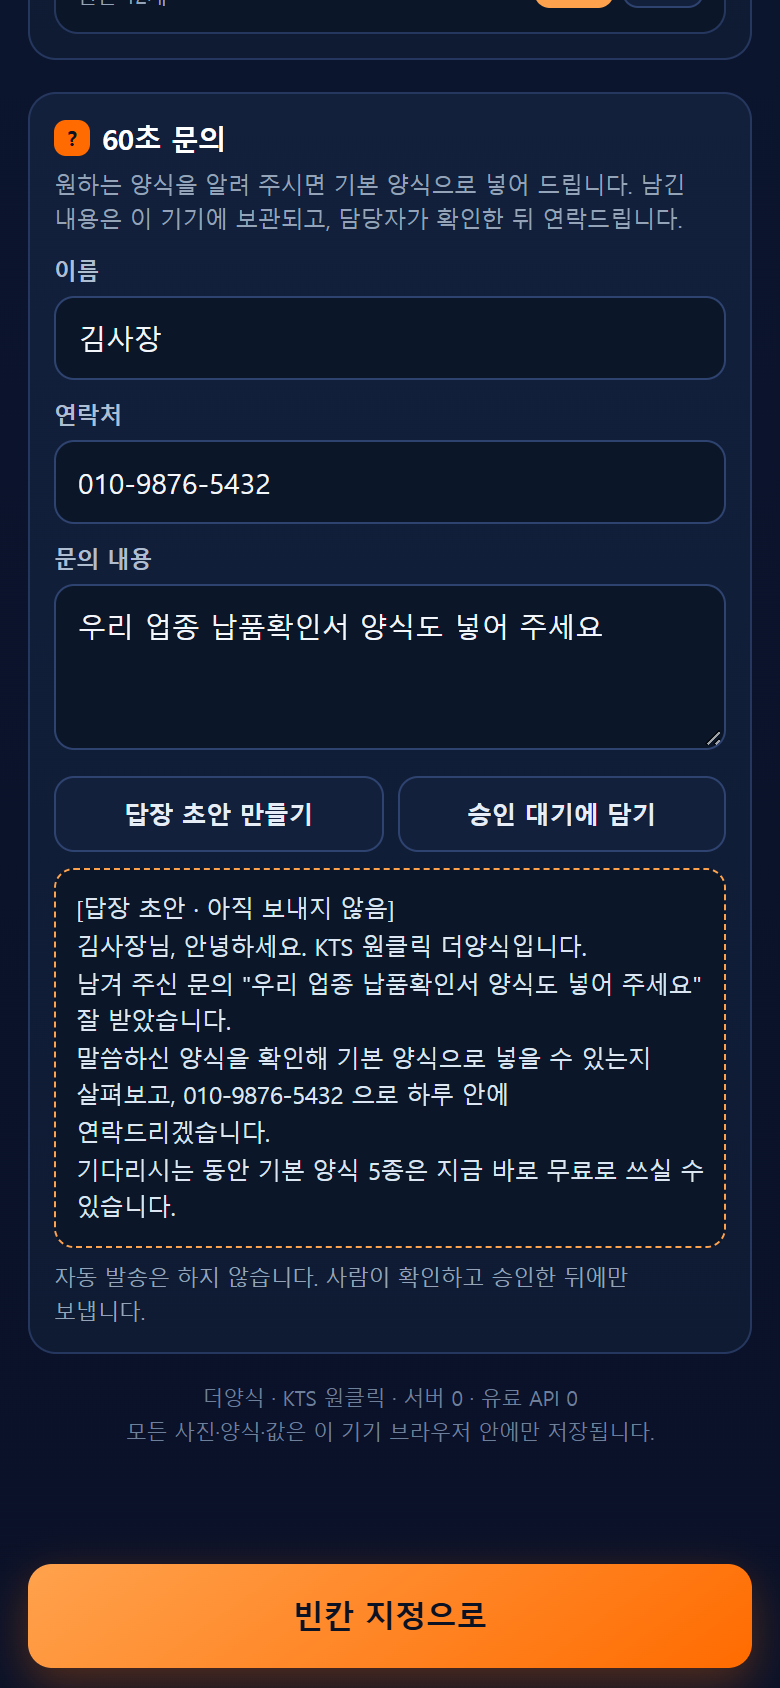 ? 60초 문의
원하는 양식을 알려 주시면 기본 양식으로 넣어 드립니다. 남긴
내용은 이 기기에 보관되고, 담당자가 확인한 뒤 연락드립니다.
이름
김사장
연락처
010-9876-5432
문의 내용
우리 업종 납품확인서 양식도 넣어 주세요
답장 초안 만들기
승인 대기에 담기
[답장 초안 · 아직 보내지 않음]
김사장님, 안녕하세요. KTS 원클릭 더양식입니다.
남겨 주신 문의 "우리 업종 납품확인서 양식도 넣어 주세요"
잘 받았습니다.
말씀하신 양식을 확인해 기본 양식으로 넣을 수 있는지
살펴보고, 010-9876-5432 으로 하루 안에
연락드리겠습니다.
기다리시는 동안 기본 양식 5종은 지금 바로 무료로 쓰실 수
있습니다.
자동 발송은 하지 않습니다. 사람이 확인하고 승인한 뒤에만
보냅니다.
더양식 · KTS 원클릭 · 서버 0 · 유료 API 0
모든 사진·양식·값은 이 기기 브라우저 안에만 저장됩니다.
빈칸 지정으로